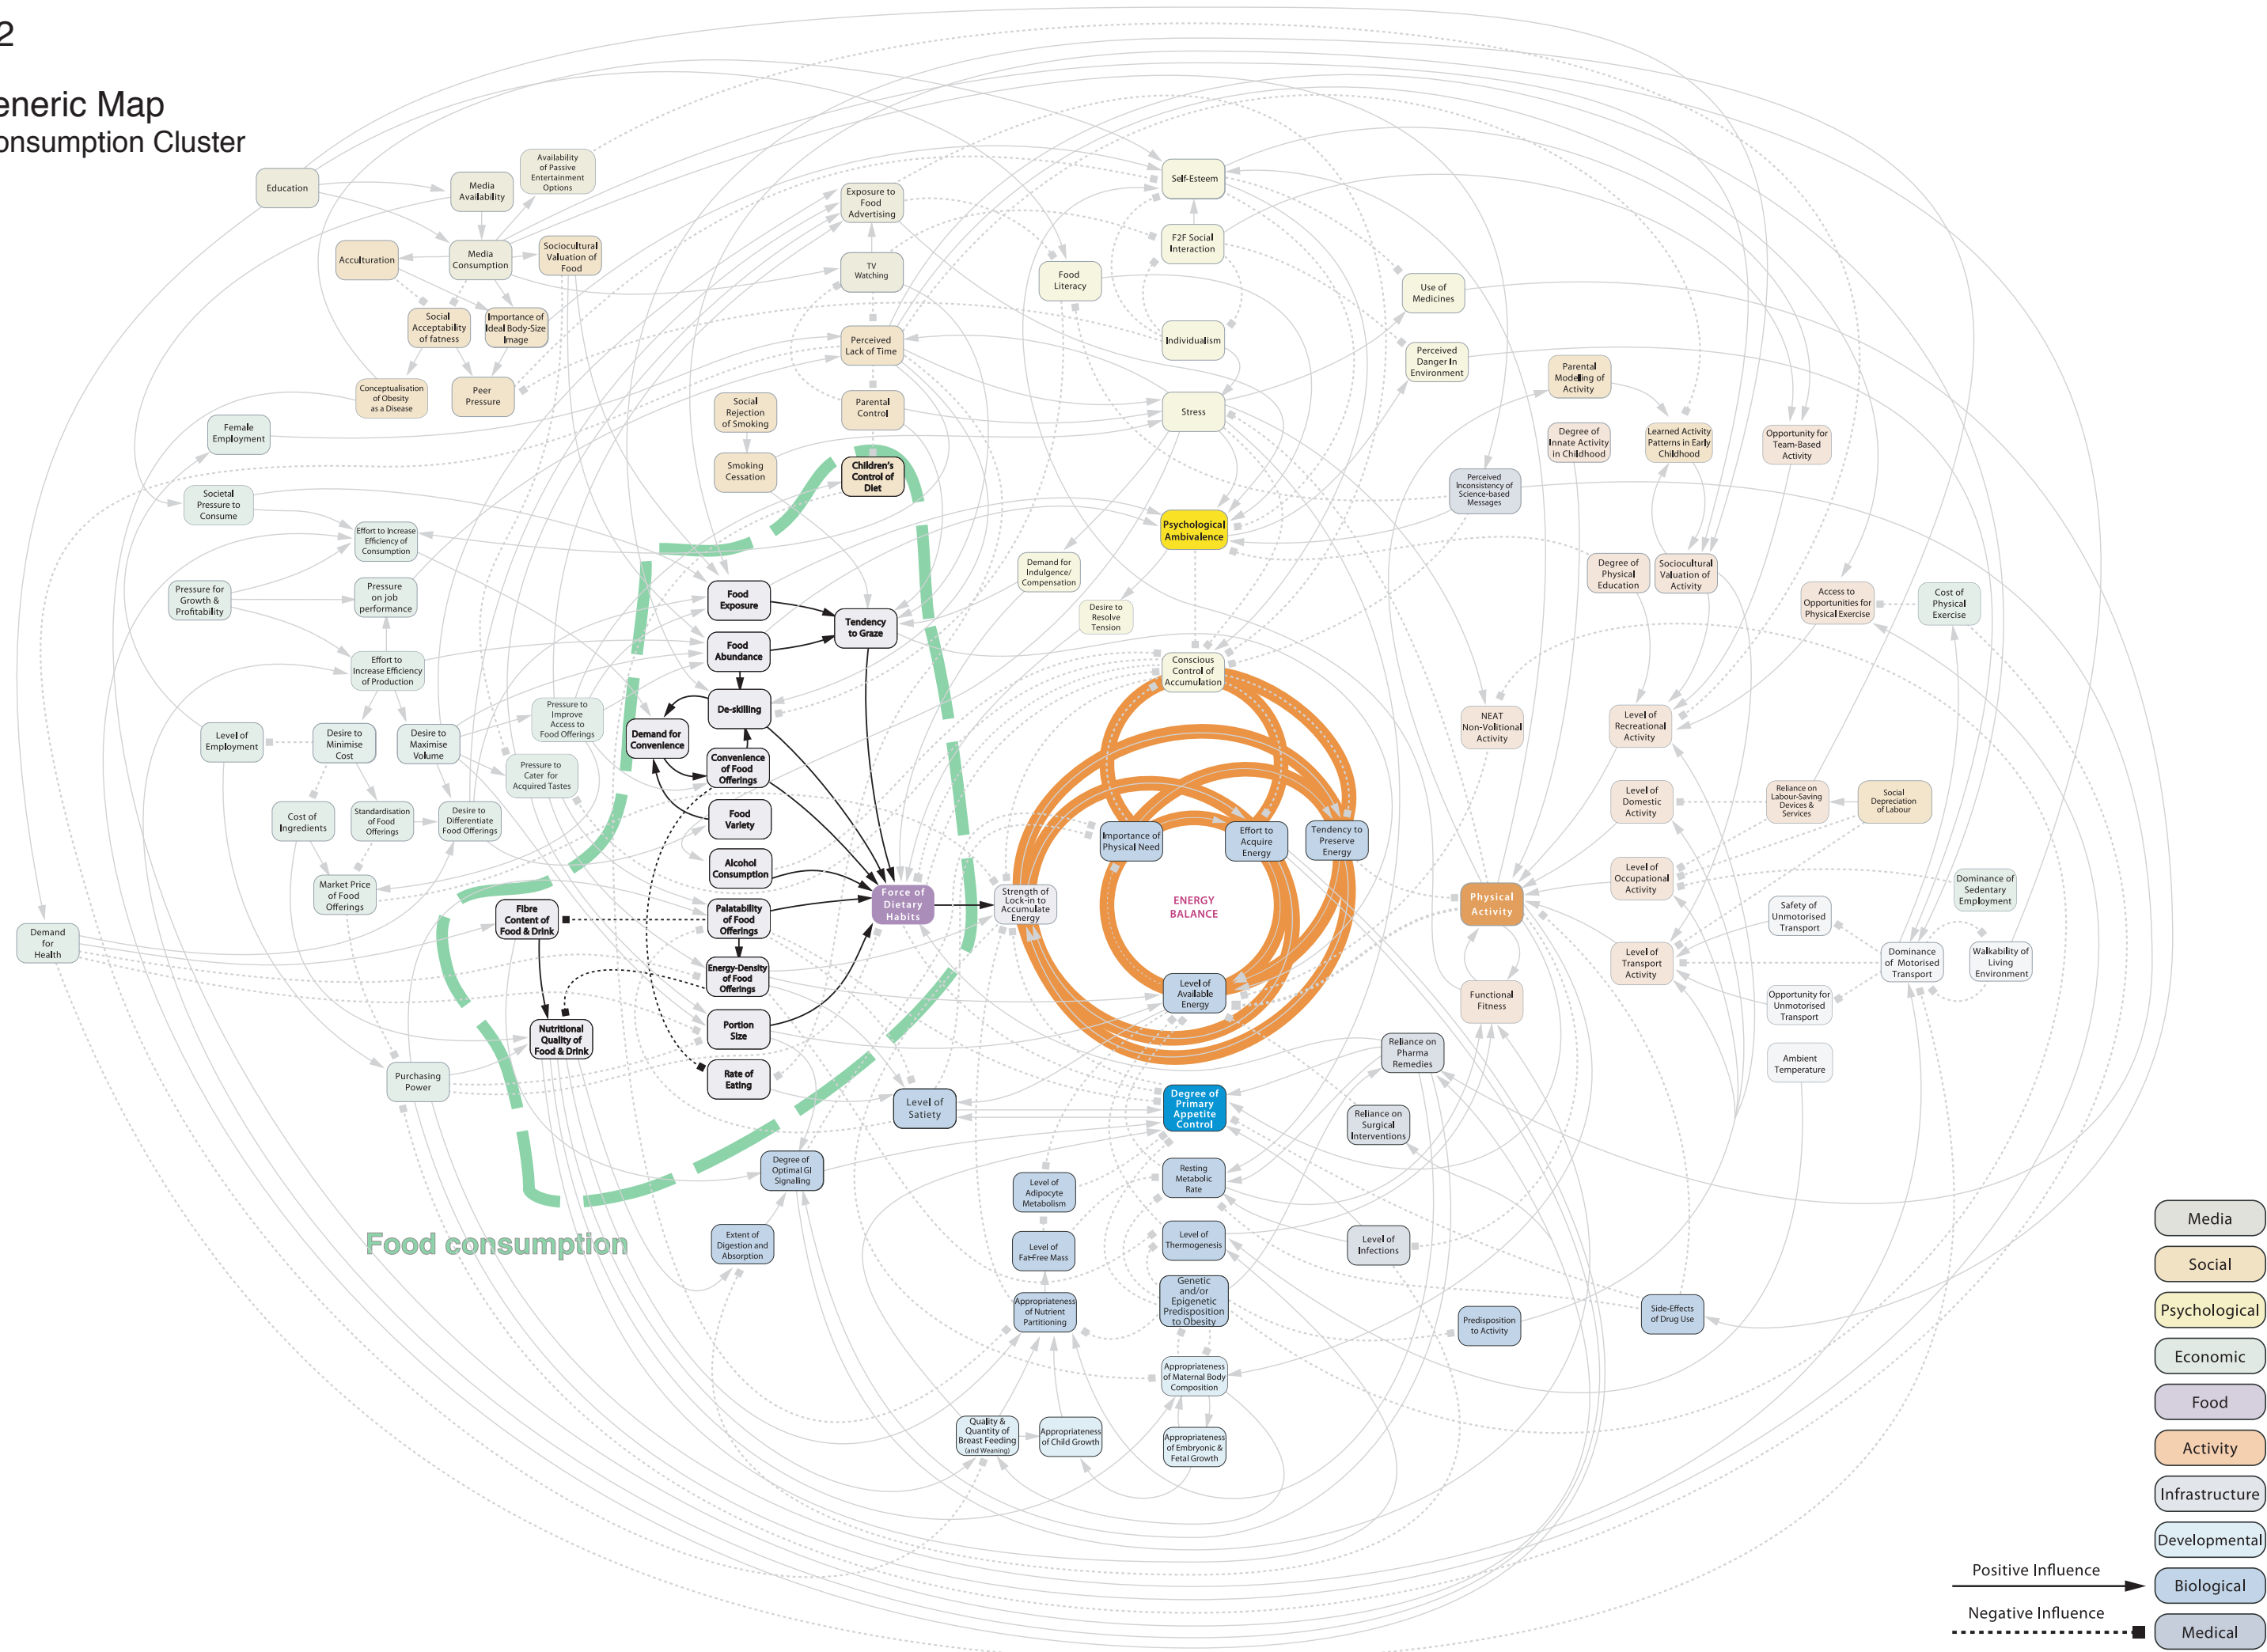 2
eneric Map
onsumption Cluster
Education
Media
Availability
Availability
of Passive
Entertainment
Options
Acculturation
Media
Consumption
Sociocultural
Valuation of
Food
Social
Acceptability
of fatness
Importance of
Ideal Body-Size
Image
Conceptualisation
of Obesity
as a Disease
Peer
Pressure
Exposure to
Food
Advertising
TV
Watching
Perceived
Lack of Time
Parental
Control
Children's
Control of
Diet
Social
Rejection
of Smoking
Smoking
Cessation
Self-Esteem
F2F Social
Interaction
Food
Literacy
Individualism
Stress
Use of
Medicines
Perceived
Danger In
Environment
Parental
Modeling of
Activity
Degree of
Innate Activity
in Childhood
Learned Activity
Patterns in Early
Childhood
Opportunity for
Team-Based
Activity
Perceived
Inconsistency of
Science-based
Messages
Psychological
Ambivalence
Demand for
Indulgence/
Compensation
Desire to
Resolve
Tension
Degree of
Physical
Education
Sociocultural
Valuation of
Activity
Access to
Opportunities for
Physical Exercise
Cost of
Physical
Exercise
Female
Employment
Societal
Pressure to
Consume
Effort to Increase
Efficiency of
Consumption
Pressure for
Growth &
Profitability
Pressure
on job
performance
Effort to
Increase Efficiency
of Production
Level of
Employment
Desire to
Minimise
Cost
Desire to
Maximise
Volume
Pressure to
Improve
Access to
Food Offerings
Pressure to
Cater for
Acquired Tastes
Cost of
Ingredients
Standardisation
of Food
Offerings
Desire to
Differentiate
Food Offerings
Market Price
of Food
Offerings
Demand
for
Health
Purchasing
Power
Food
Exposure
Tendency
to Graze
Food
Abundance
De-skilling
Demand for
Convenience
Convenience
of Food
Offerings
Food
Variety
Alcohol
Consumption
Fibre
Content of
Food & Drink
Palatability
of Food
Offerings
Force of
Dietary
Habits
Energy-Density
of Food
Offerings
Nutritional
Quality of
Food & Drink
Portion
Size
Rate of
Eating
Food consumption
Conscious
Control of
Accumulation
Importance of
Physical Need
Effort to
Acquire
Energy
Tendency to
Preserve
Energy
Strength of
Lock-in to
Accumulate
Energy
ENERGY
BALANCE
Level of
Available
Energy
NEAT
Non-Volitional
Activity
Level of
Recreational
Activity
Level of
Domestic
Activity
Reliance on
Labour-Saving
Devices &
Services
Social
Depreciation
of Labour
Level of
Occupational
Activity
Dominance of
Sedentary
Employment
Physical
Activity
Safety of
Unmotorised
Transport
Level of
Transport
Activity
Dominance
of Motorised
Transport
Walkability of
Living
Environment
Opportunity for
Unmotorised
Transport
Functional
Fitness
Ambient
Temperature
Reliance on
Pharma
Remedies
Reliance on
Surgical
Interventions
Level of
Satiety
Degree of
Primary
Appetite
Control
Degree of
Optimal GI
Signalling
Extent of
Digestion and
Absorption
Level of
Adipocyte
Metabolism
Resting
Metabolic
Rate
Level of
Fat-Free Mass
Level of
Thermogenesis
Level of
Infections
Appropriateness
of Nutrient
Partitioning
Genetic
and/or
Epigenetic
Predisposition
to Obesity
Predisposition
to Activity
Side-Effects
of Drug Use
Appropriateness
of Maternal Body
Composition
Quality &
Quantity of
Breast Feeding
(and Weaning)
Appropriateness
of Child Growth
Appropriateness
of Embryonic &
Fetal Growth
Media
Social
Psychological
Economic
Food
Activity
Infrastructure
Developmental
Positive Influence
Biological
Negative Influence
Medical